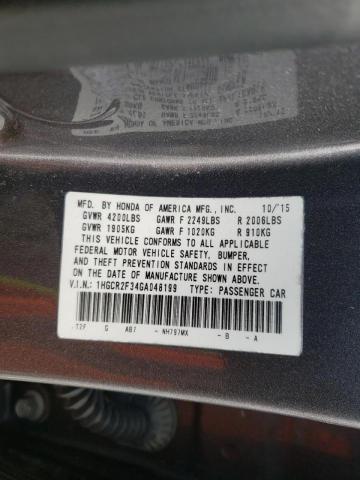 MFD. BY HONDA OF AMERICA MFG., INC. 10/15
GVWR 4200LBS GAWR F 2249LBS R 2006LBS
GVWR 1905KG GAWR F 1020KG R 910KG
THIS VEHICLE CONFORMS TO ALL APPLICABLE
FEDERAL MOTOR VEHICLE SAFETY, BUMPER,
AND THEFT PREVENTION STANDARDS IN EFFECT
ON THE DATE OF MANUFACTURE SHOWN ABOVE.
V.I.N.: 1HGCR2F34GA048199 TYPE: PASSENGER CAR
T2F G AB7 - NH797MX - B - A